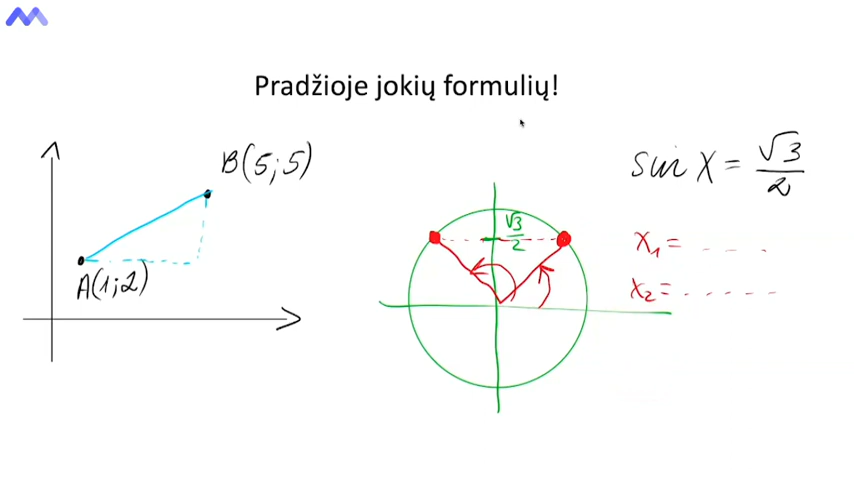 Pradžioje jokių formulių!
B(5;5)
A(1;2)
√3/2
sin x = √3/2
x₁ = - - - -
x₂ = - - - - -